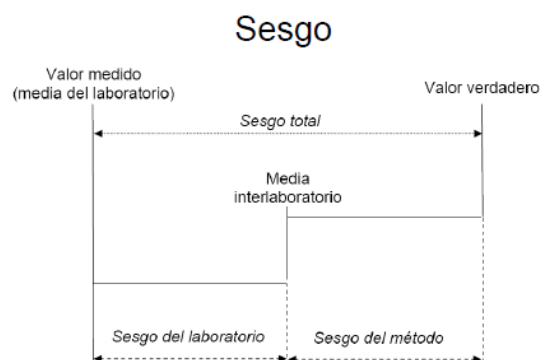 Sesgo
Valor medido
(media del laboratorio)
Valor verdadero
Sesgo total
Media
interlaboratorio
Sesgo del laboratorio
Sesgo del método